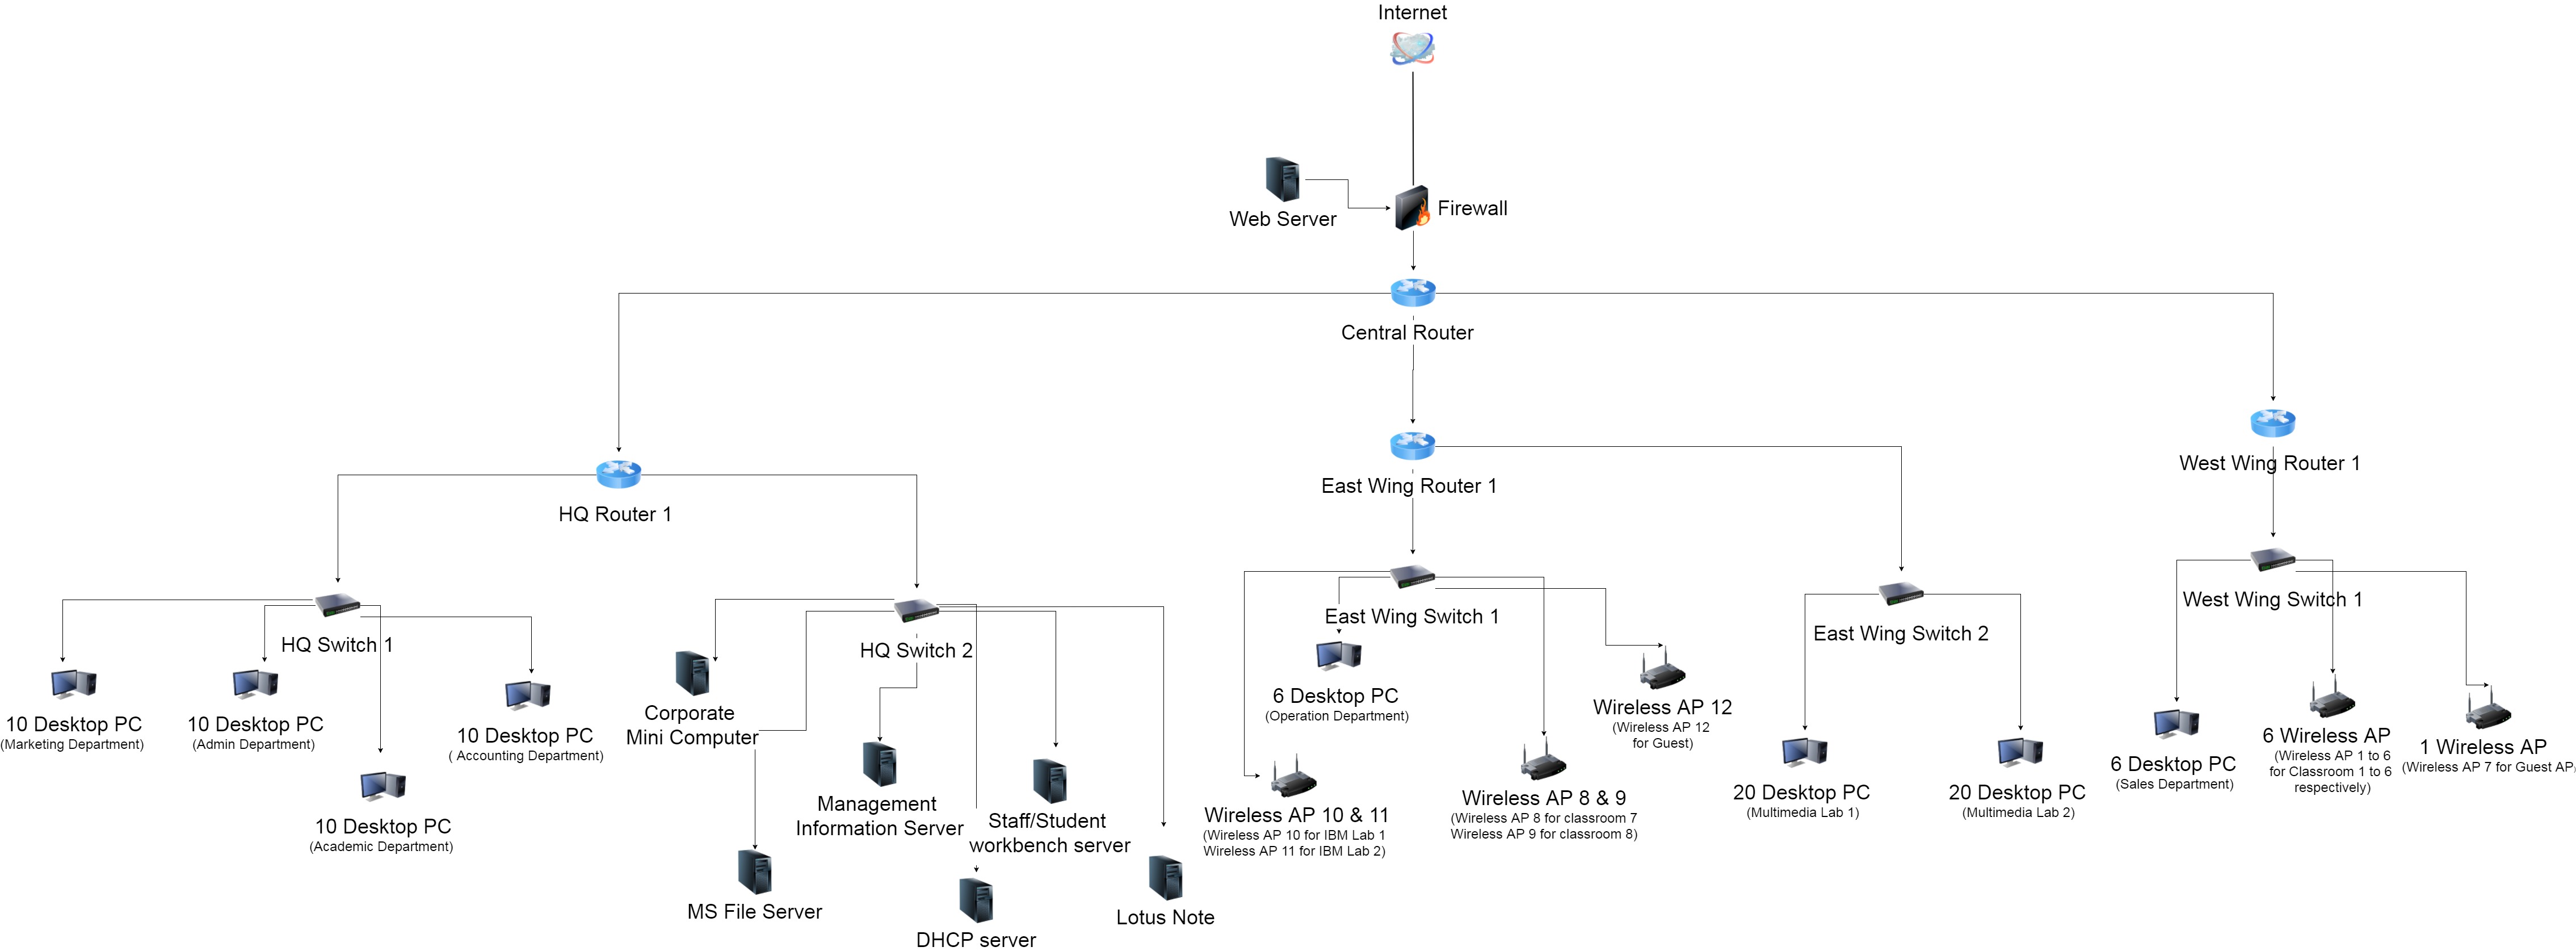 Internet
Web Server
Firewall
Central Router
HQ Router 1
East Wing Router 1
West Wing Router 1
HQ Switch 1
HQ Switch 2
East Wing Switch 1
East Wing Switch 2
West Wing Switch 1
10 Desktop PC
(Marketing Department)
10 Desktop PC
(Admin Department)
10 Desktop PC
( Accounting Department)
10 Desktop PC
(Academic Department)
Corporate
Mini Computer
Management
Information Server
Staff/Student
workbench server
MS File Server
DHCP server
Lotus Note
6 Desktop PC
(Operation Department)
Wireless AP 12
(Wireless AP 12
for Guest)
Wireless AP 10 & 11
(Wireless AP 10 for IBM Lab 1
Wireless AP 11 for IBM Lab 2)
Wireless AP 8 & 9
(Wireless AP 8 for classroom 7
Wireless AP 9 for classroom 8)
20 Desktop PC
(Multimedia Lab 1)
20 Desktop PC
(Multimedia Lab 2)
6 Desktop PC
(Sales Department)
6 Wireless AP
(Wireless AP 1 to 6
for Classroom 1 to 6
respectively)
1 Wireless AP
(Wireless AP 7 for Guest AP)